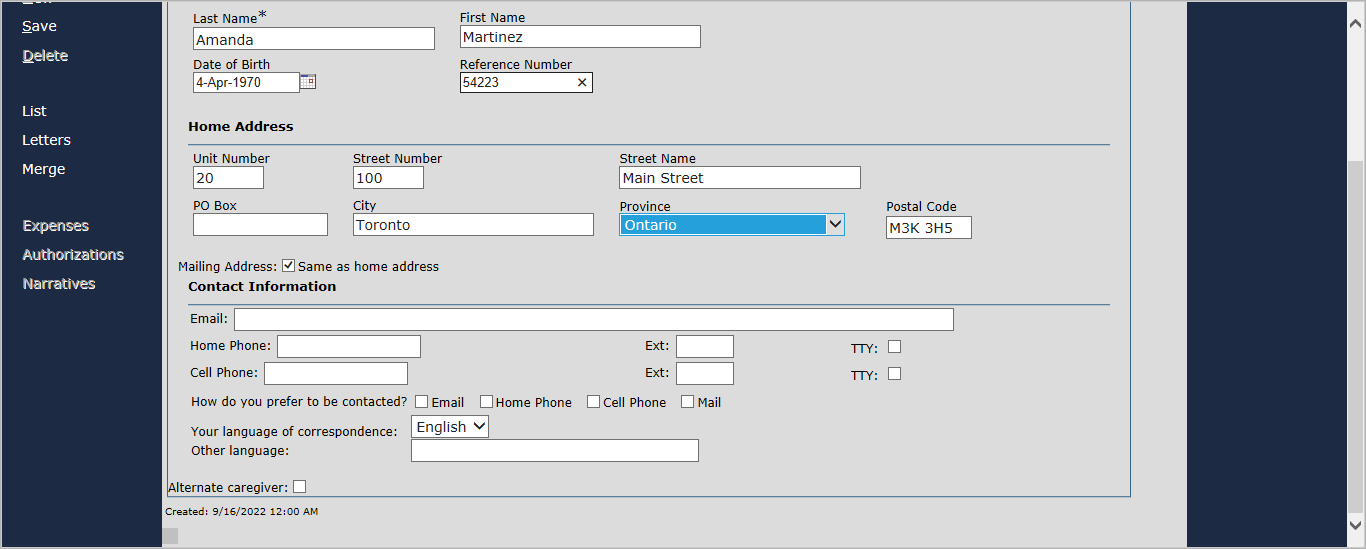 Save
Delete
List
Letters
Merge
Expenses
Authorizations
Narratives
Last Name* First Name
Amanda Martinez
Date of Birth Reference Number
4-Apr-1970 54223
Home Address
Unit Number Street Number Street Name
20 100 Main Street
PO Box City Province Postal Code
Toronto Ontario M3K 3H5
Mailing Address: Same as home address
Contact Information
Email:
Home Phone: Ext: TTY:
Cell Phone: Ext: TTY:
How do you prefer to be contacted? Email Home Phone Cell Phone Mail
Your language of correspondence: English
Other language:
Alternate caregiver:
Created: 9/16/2022 12:00 AM